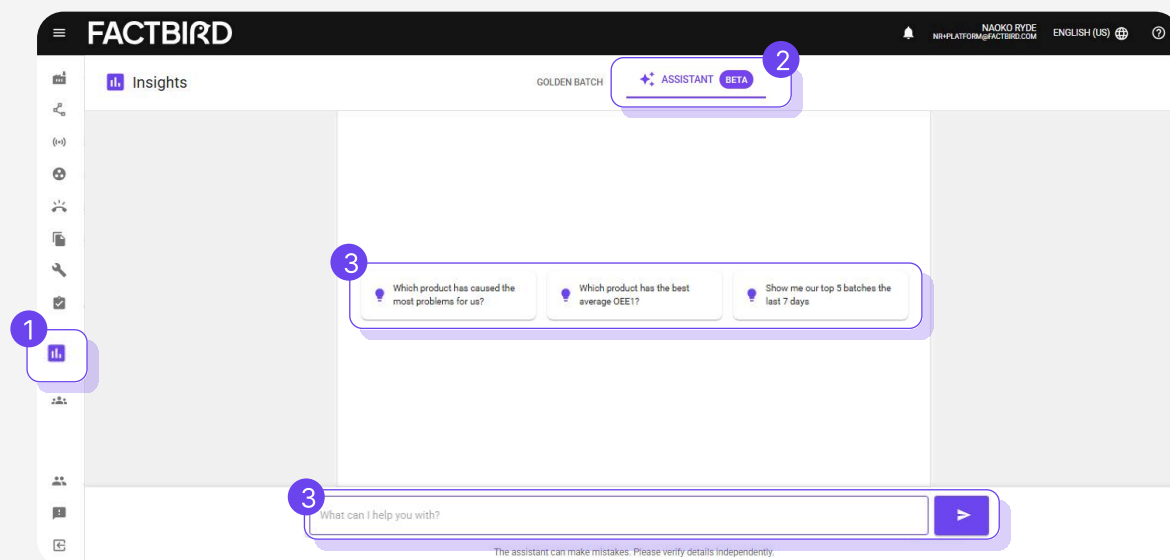 FACTBIRD
NAOKO RYDE
NR+PLATFORM@FACTBIRD.COM
ENGLISH (US)
Insights
GOLDEN BATCH
ASSISTANT BETA
2
3
Which product has caused the
most problems for us?
Which product has the best
average OEE1?
Show me our top 5 batches the
last 7 days
1
3
What can I help you with?
The assistant can make mistakes. Please verify details independently.